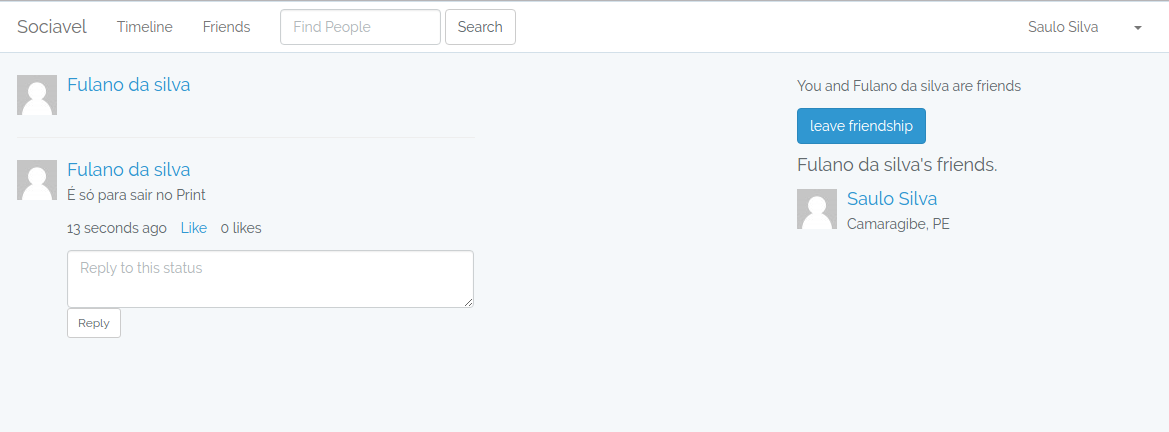 Sociavel Timeline Friends Find People Search Saulo Silva
Fulano da silva
Fulano da silva
É só para sair no Print
13 seconds ago Like 0 likes
Reply to this status
Reply
You and Fulano da silva are friends
leave friendship
Fulano da silva's friends.
Saulo Silva
Camaragibe, PE